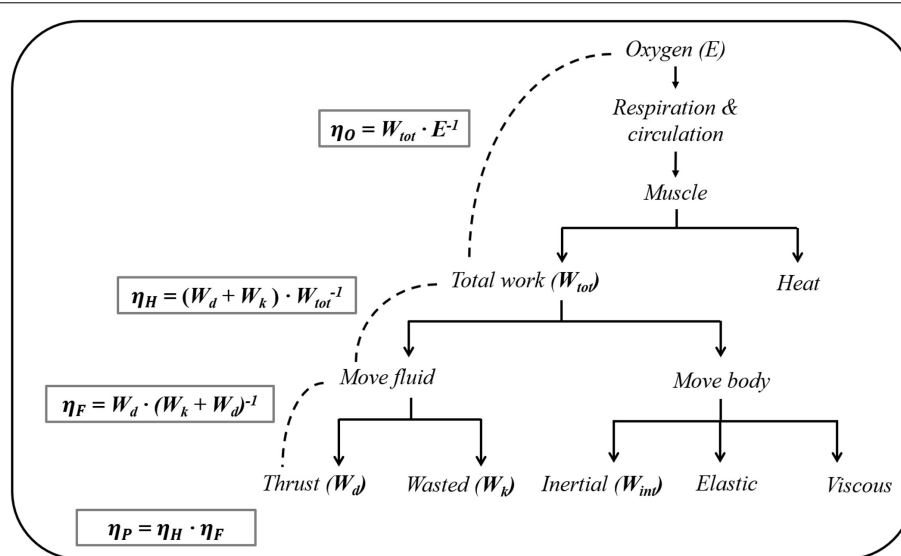 Oxygen (E)
η_O = W_tot · E^-1
Respiration &
circulation
Muscle
Total work (W_tot)
Heat
η_H = (W_d + W_k ) · W_tot^-1
Move fluid
Move body
η_F = W_d · (W_k + W_d)^-1
Thrust (W_d)
Wasted (W_k)
Inertial (W_int)
Elastic
Viscous
η_P = η_H · η_F